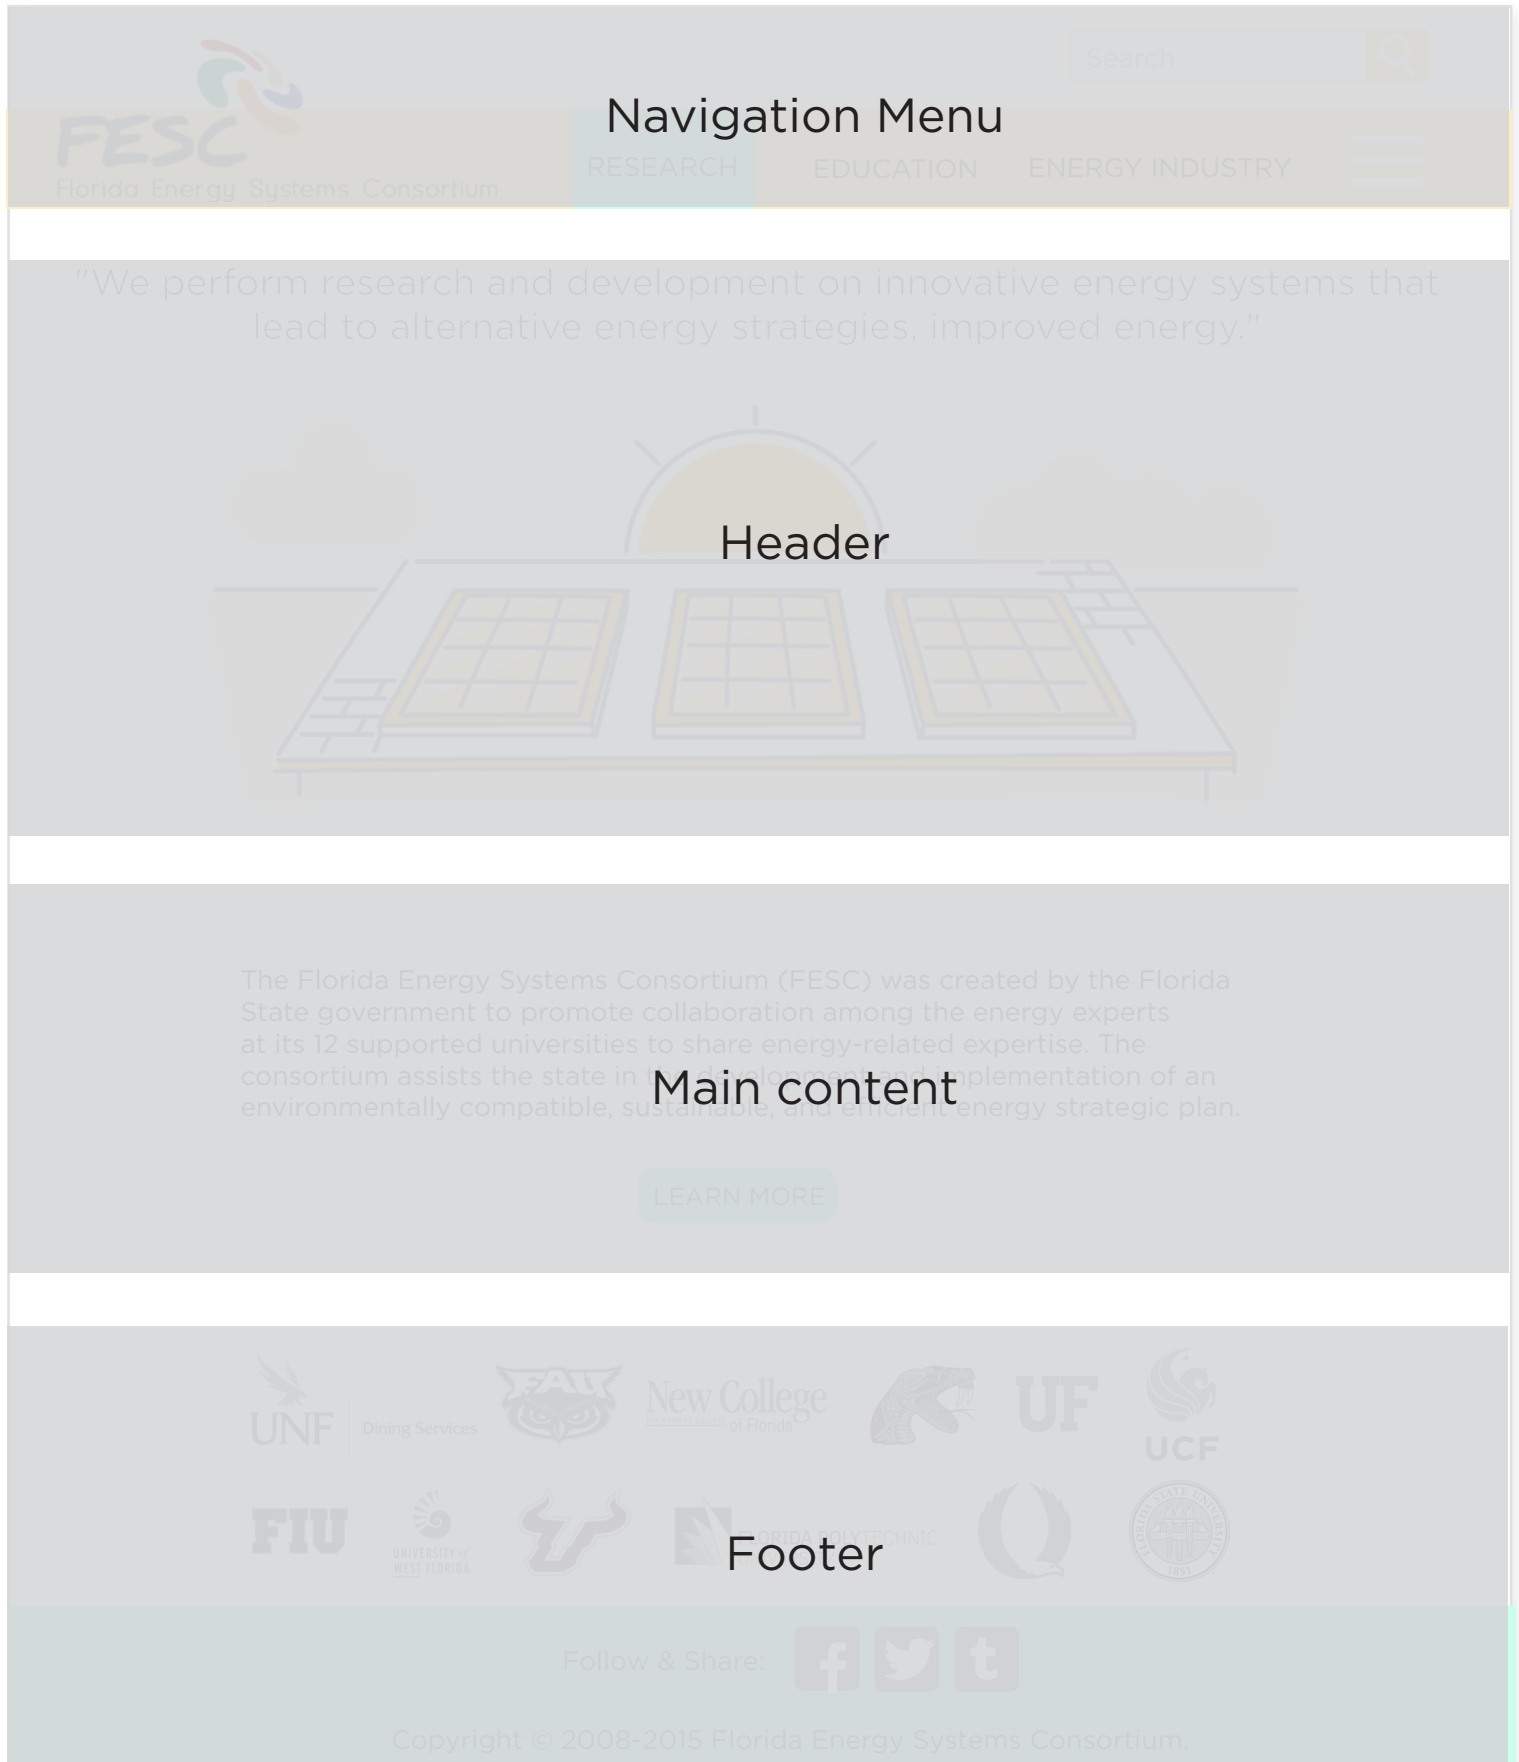 Search
Navigation Menu
FESC
RESEARCH
EDUCATION
ENERGY INDUSTRY
Florida Energy Systems Consortium
"We perform research and development on innovative energy systems that
lead to alternative energy strategies, improved energy."
Header
The Florida Energy Systems Consortium (FESC) was created by the Florida
State government to promote collaboration among the energy experts
at its 12 supported universities to share energy-related expertise. The
consortium assists the state in the development and implementation of an
Main content
environmentally compatible, sustainable, and efficient energy strategic plan.
LEARN MORE
FAU
New College
of Florida
UF
UNF
Dining Services
UCF
FIU
UNIVERSITY of
WEST FLORIDA
FLORIDA POLYTECHNIC
FLORIDA STATE UNIVERSITY
1851
Footer
Follow & Share:
f
t
Copyright © 2008-2015 Florida Energy Systems Consortium.